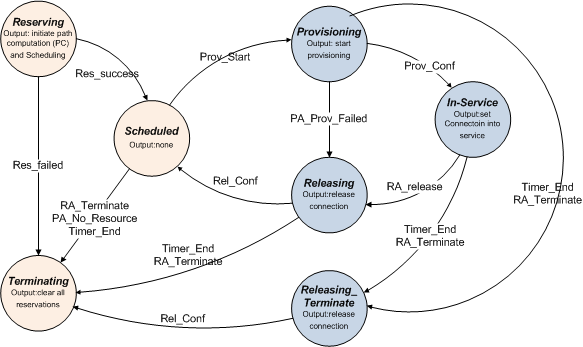 Reserving
Output: initiate path
computation (PC)
and Scheduling
Provisioning
Output: start
provisioning
Prov_Start
Res_success
Prov_Conf
In-Service
Output:set
Connectoin into
service
Scheduled
Output:none
PA_Prov_Failed
Res_failed
Rel_Conf
Releasing
Output:release
connection
RA_release
Timer_End
RA_Terminate
RA_Terminate
PA_No_Resource
Timer_End
Timer_End
RA_Terminate
Timer_End
RA_Terminate
Terminating
Output:clear all
reservations
Releasing_
Terminate
Output:release
connection
Rel_Conf